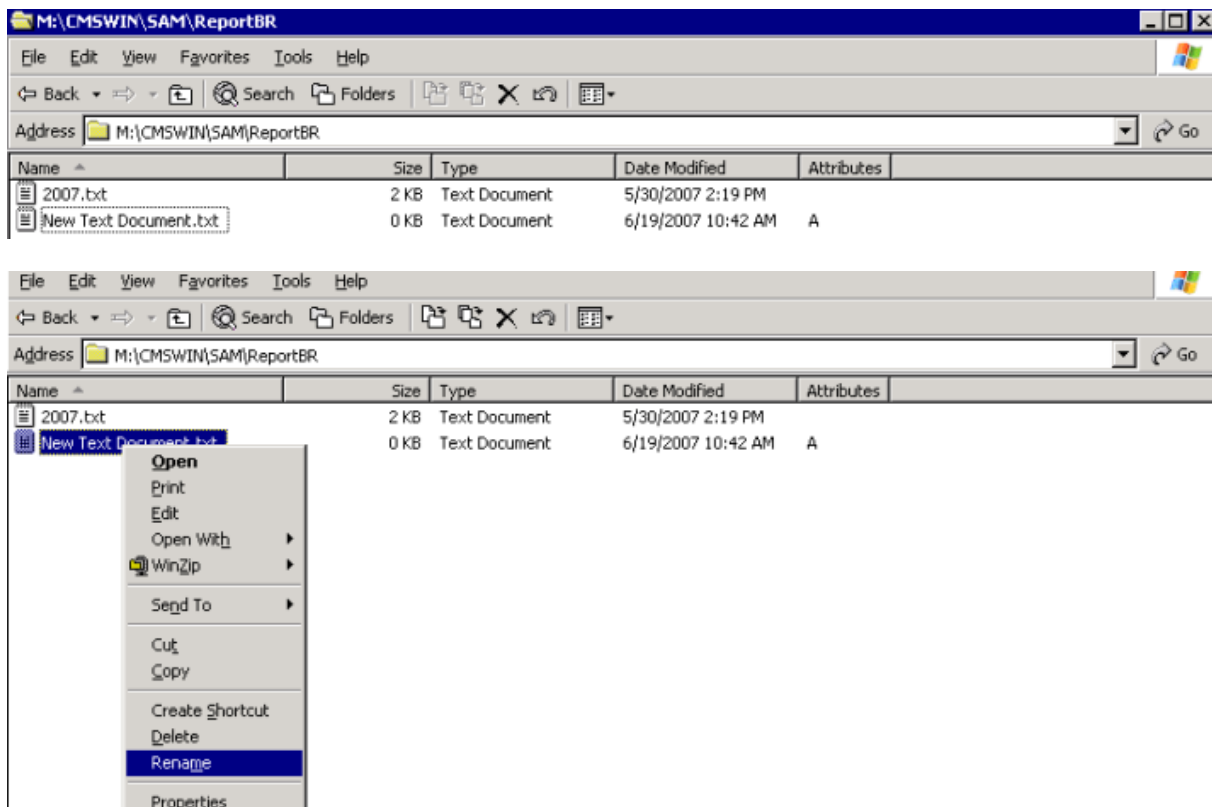 M:\CMSWIN\SAM\ReportBR
File Edit View Favorites Tools Help
Back Search Folders
Address M:\CMSWIN\SAM\ReportBR Go
Name Size Type Date Modified Attributes
2007.txt 2 KB Text Document 5/30/2007 2:19 PM
New Text Document.txt 0 KB Text Document 6/19/2007 10:42 AM A
File Edit View Favorites Tools Help
Back Search Folders
Address M:\CMSWIN\SAM\ReportBR Go
Name Size Type Date Modified Attributes
2007.txt 2 KB Text Document 5/30/2007 2:19 PM
New Text Document.txt 0 KB Text Document 6/19/2007 10:42 AM A
Open
Print
Edit
Open With
WinZip
Send To
Cut
Copy
Create Shortcut
Delete
Rename
Properties